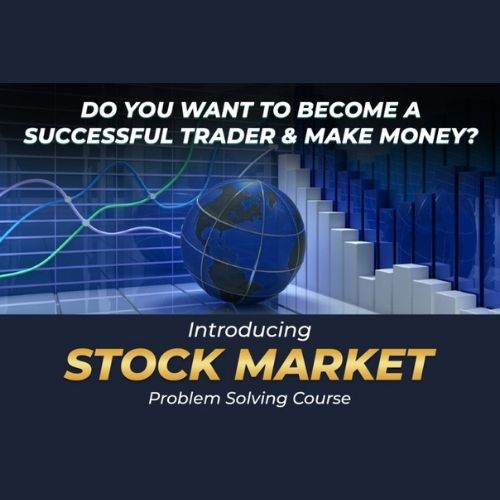 DO YOU WANT TO BECOME A
SUCCESSFUL TRADER & MAKE MONEY?
Introducing
STOCK MARKET
Problem Solving Course